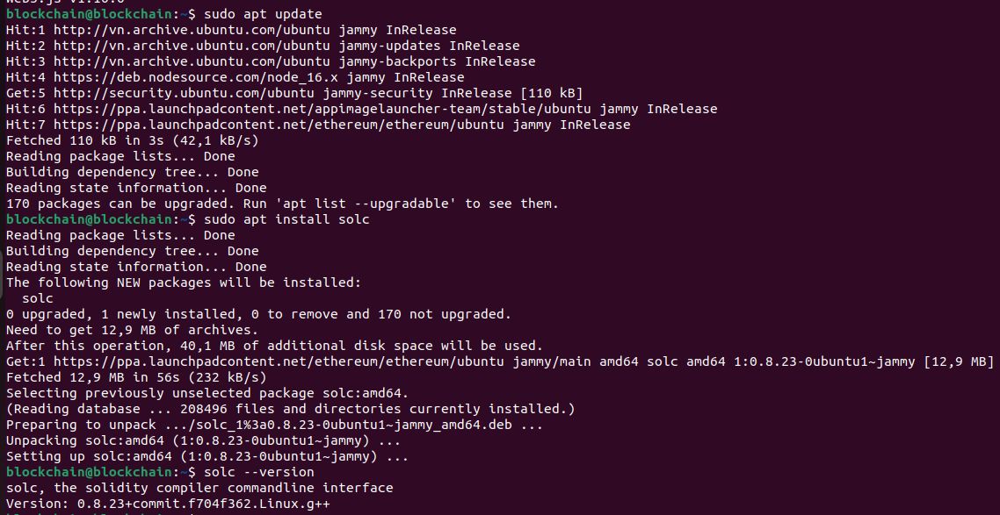 Web3.js v1.10.0
blockchain@blockchain:~$ sudo apt update
Hit:1 http://vn.archive.ubuntu.com/ubuntu jammy InRelease
Hit:2 http://vn.archive.ubuntu.com/ubuntu jammy-updates InRelease
Hit:3 http://vn.archive.ubuntu.com/ubuntu jammy-backports InRelease
Hit:4 https://deb.nodesource.com/node_16.x jammy InRelease
Get:5 http://security.ubuntu.com/ubuntu jammy-security InRelease [110 kB]
Hit:6 https://ppa.launchpadcontent.net/appimagelauncher-team/stable/ubuntu jammy InRelease
Hit:7 https://ppa.launchpadcontent.net/ethereum/ethereum/ubuntu jammy InRelease
Fetched 110 kB in 3s (42,1 kB/s)
Reading package lists... Done
Building dependency tree... Done
Reading state information... Done
170 packages can be upgraded. Run 'apt list --upgradable' to see them.
blockchain@blockchain:~$ sudo apt install solc
Reading package lists... Done
Building dependency tree... Done
Reading state information... Done
The following NEW packages will be installed:
  solc
0 upgraded, 1 newly installed, 0 to remove and 170 not upgraded.
Need to get 12,9 MB of archives.
After this operation, 40,1 MB of additional disk space will be used.
Get:1 https://ppa.launchpadcontent.net/ethereum/ethereum/ubuntu jammy/main amd64 solc amd64 1:0.8.23-0ubuntu1~jammy [12,9 MB]
Fetched 12,9 MB in 56s (232 kB/s)
Selecting previously unselected package solc:amd64.
(Reading database ... 208496 files and directories currently installed.)
Preparing to unpack .../solc_1%3a0.8.23-0ubuntu1~jammy_amd64.deb ...
Unpacking solc:amd64 (1:0.8.23-0ubuntu1~jammy) ...
Setting up solc:amd64 (1:0.8.23-0ubuntu1~jammy) ...
blockchain@blockchain:~$ solc --version
solc, the solidity compiler commandline interface
Version: 0.8.23+commit.f704f362.Linux.g++